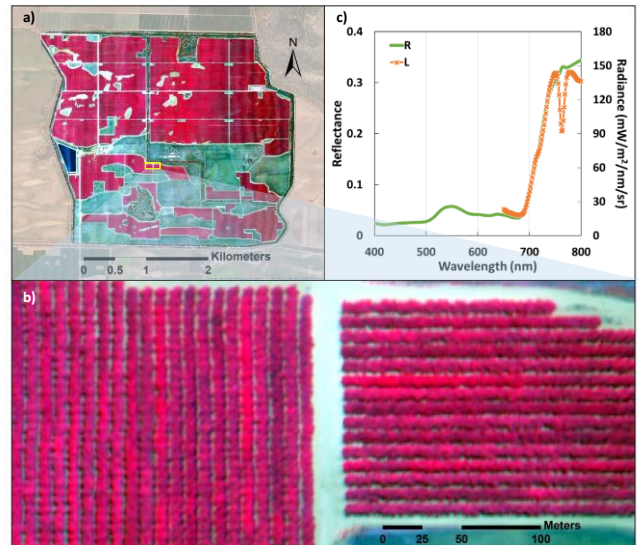 a)
N
Kilometers
0 0.5 1 2
c)
R
L
0.4
0.3
0.2
0.1
0
Reflectance
180
150
120
90
60
30
0
Radiance (mW/m²/nm/sr)
400 500 600 700 800
Wavelength (nm)
b)
Meters
0 25 50 100